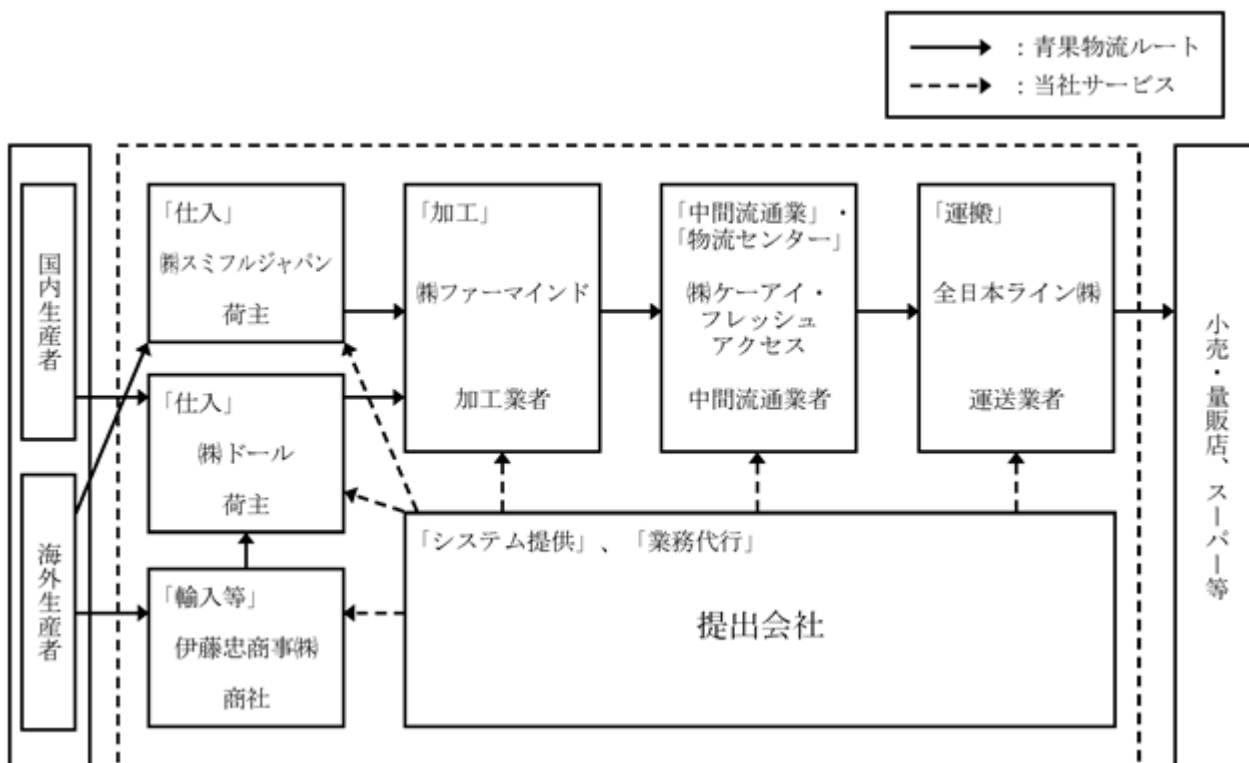 ：青果物流ルート
：当社サービス
国内生産者
海外生産者
「仕入」
㈱スミフルジャパン
荷主
「仕入」
㈱ドール
荷主
「輸入等」
伊藤忠商事㈱
商社
「加工」
㈱ファーマインド
加工業者
「中間流通業」・
「物流センター」
㈱ケーアイ・
フレッシュ
アクセス
中間流通業者
「運搬」
全日本ライン㈱
運送業者
「システム提供」、「業務代行」
提出会社
小売・量販店、スーパー等